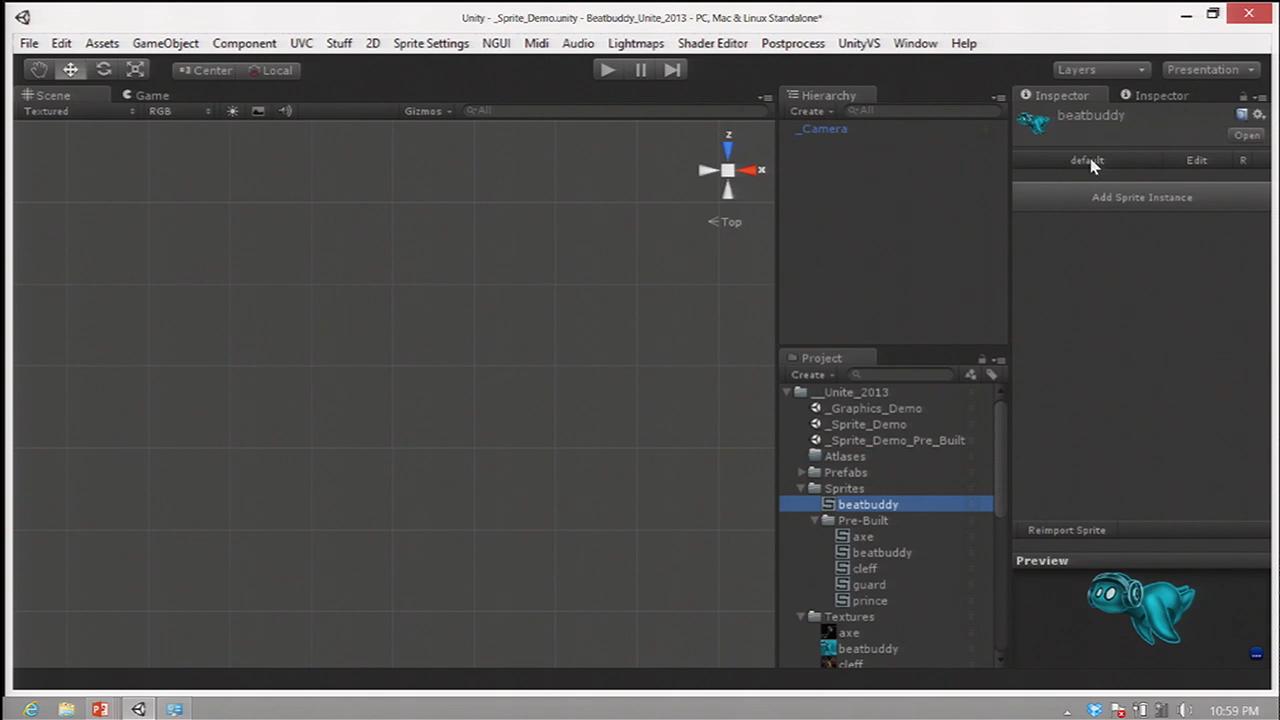 Unity - _Sprite_Demo.unity - Beatbuddy_Unite_2013 - PC, Mac & Linux Standalone*
File Edit Assets GameObject Component UVC Stuff 2D Sprite Settings NGUI Midi Audio Lightmaps Shader Editor Postprocess UnityVS Window Help
Center Local Layers Presentation
Scene Game Hierarchy Inspector Inspector
Textured RGB Gizmos All Create All beatbuddy
_Camera Open
z
x
Top
default Edit R
Add Sprite Instance
Project
Create
__Unite_2013
_Graphics_Demo
_Sprite_Demo
_Sprite_Demo_Pre_Built
Atlases
Prefabs
Sprites
beatbuddy
Pre-Built
axe
beatbuddy
cleff
guard
prince
Textures
axe
beatbuddy
cleff
Reimport Sprite
Preview
10:59 PM